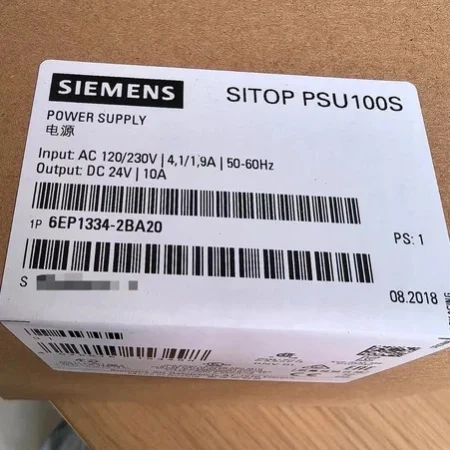 SIEMENS
SITOP PSU100S
POWER SUPPLY
电源
Input: AC 120/230V | 4,1/1,9A | 50-60Hz
Output: DC 24V | 10A
1P 6EP1334-2BA20
PS: 1
S
08.2018